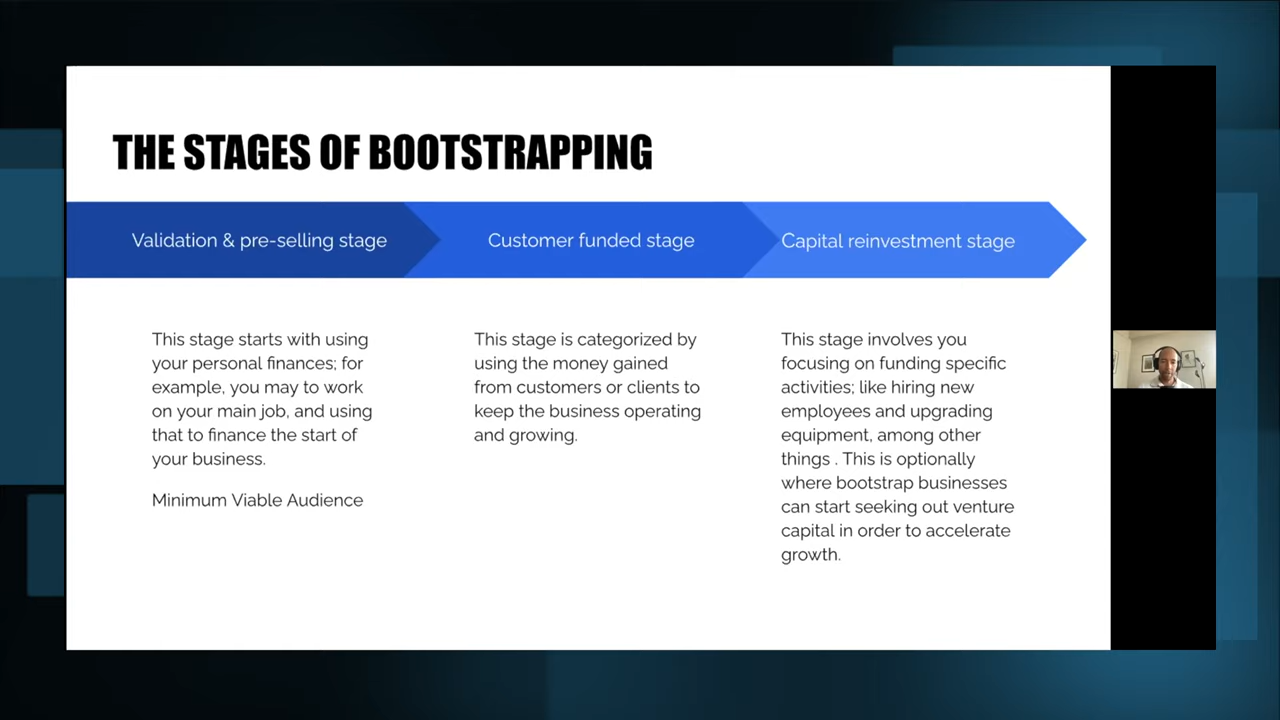 THE STAGES OF BOOTSTRAPPING
Validation & pre-selling stage
Customer funded stage
Capital reinvestment stage
This stage starts with using
your personal finances; for
example, you may to work
on your main job, and using
that to finance the start of
your business.
Minimum Viable Audience
This stage is categorized by
using the money gained
from customers or clients to
keep the business operating
and growing.
This stage involves you
focusing on funding specific
activities; like hiring new
employees and upgrading
equipment, among other
things . This is optionally
where bootstrap businesses
can start seeking out venture
capital in order to accelerate
growth.